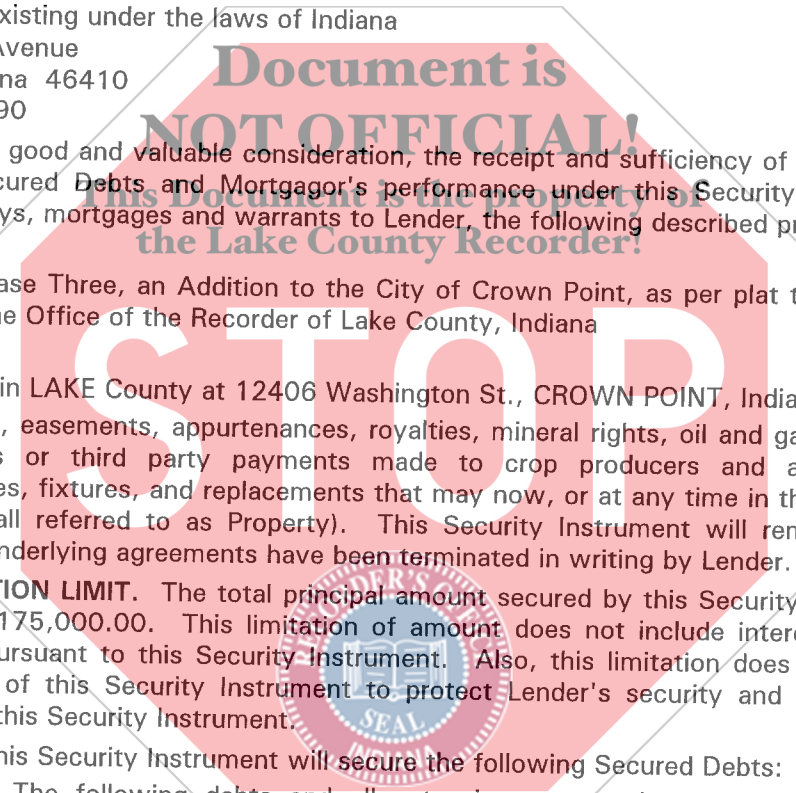 xisting under the laws of Indiana
Avenue
na 46410
90
Document is
NOT OFFICIAL!
This Document is the property of
the Lake County Recorder!
good and valuable consideration, the receipt and sufficiency of
cured Debts and Mortgagor's performance under this Security
ys, mortgages and warrants to Lender, the following described pr
ase Three, an Addition to the City of Crown Point, as per plat t
ne Office of the Recorder of Lake County, Indiana
STOP
in LAKE County at 12406 Washington St., CROWN POINT, India
, easements, appurtenances, royalties, mineral rights, oil and ga
s or third party payments made to crop producers and a
es, fixtures, and replacements that may now, or at any time in th
all referred to as Property). This Security Instrument will ren
nderlying agreements have been terminated in writing by Lender.
TION LIMIT. The total principal amount secured by this Security
175,000.00. This limitation of amount does not include intere
ursuant to this Security Instrument. Also, this limitation does
of this Security Instrument to protect Lender's security and
this Security Instrument.
SEAL
INDIANA
his Security Instrument will secure the following Secured Debts:
The following debts and all